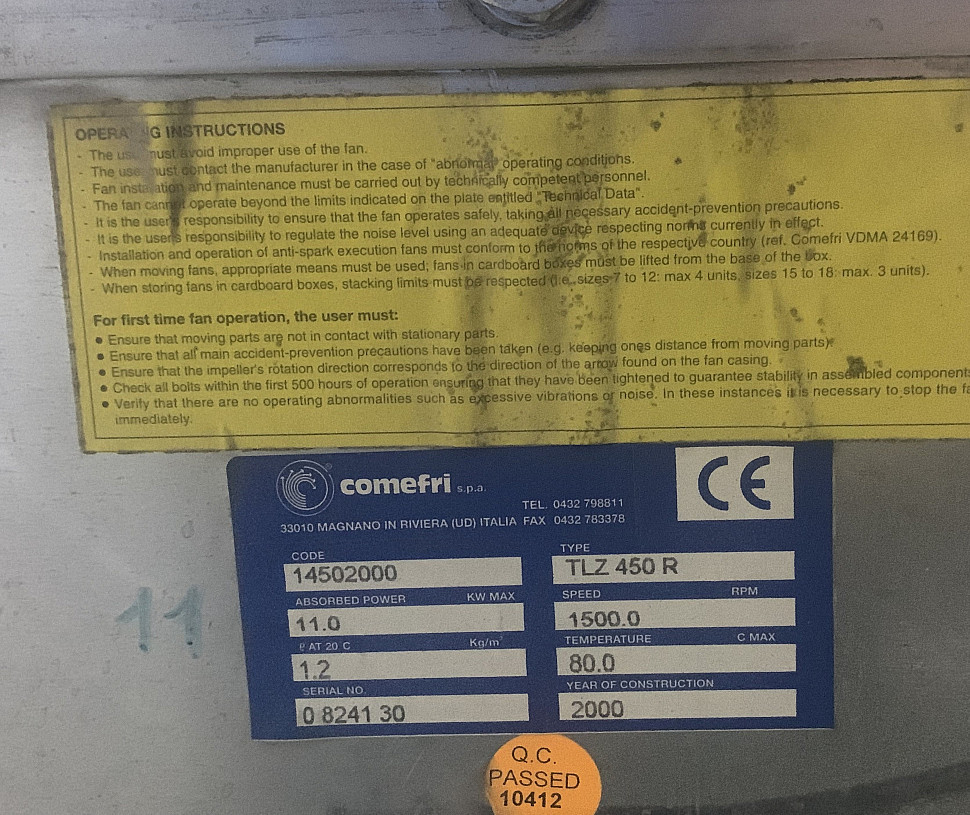 OPERATING INSTRUCTIONS
- The user must avoid improper use of the fan.
- The user must contact the manufacturer in the case of "abnormal" operating conditions.
- Fan installation and maintenance must be carried out by technically competent personnel.
- The fan cannot operate beyond the limits indicated on the plate entitled "Technical Data".
- It is the user's responsibility to ensure that the fan operates safely, taking all necessary accident-prevention precautions.
- It is the user's responsibility to regulate the noise level using an adequate device respecting norms currently in effect.
- Installation and operation of anti-spark execution fans must conform to the norms of the respective country (ref. Comefri VDMA 24169).
- When moving fans, appropriate means must be used; fans in cardboard boxes must be lifted from the base of the box.
- When storing fans in cardboard boxes, stacking limits must be respected (i.e. sizes 7 to 12: max 4 units, sizes 15 to 18: max. 3 units).
For first time fan operation, the user must:
● Ensure that moving parts are not in contact with stationary parts.
● Ensure that all main accident-prevention precautions have been taken (e.g. keeping ones distance from moving parts).
● Ensure that the impeller's rotation direction corresponds to the direction of the arrow found on the fan casing.
● Check all bolts within the first 500 hours of operation ensuring that they have been tightened to guarantee stability in assembled components
● Verify that there are no operating abnormalities such as excessive vibrations or noise. In these instances it is necessary to stop the fa
immediately.
comefri s.p.a.
CE
TEL. 0432 798811
33010 MAGNANO IN RIVIERA (UD) ITALIA FAX 0432 783378
CODE TYPE
14502000 TLZ 450 R
ABSORBED POWER KW MAX SPEED RPM
11.0 1500.0
ρ AT 20 C Kg/m³ TEMPERATURE C MAX
1.2 80.0
SERIAL NO. YEAR OF CONSTRUCTION
0 8241 30 2000
11
Q.C.
PASSED
10412